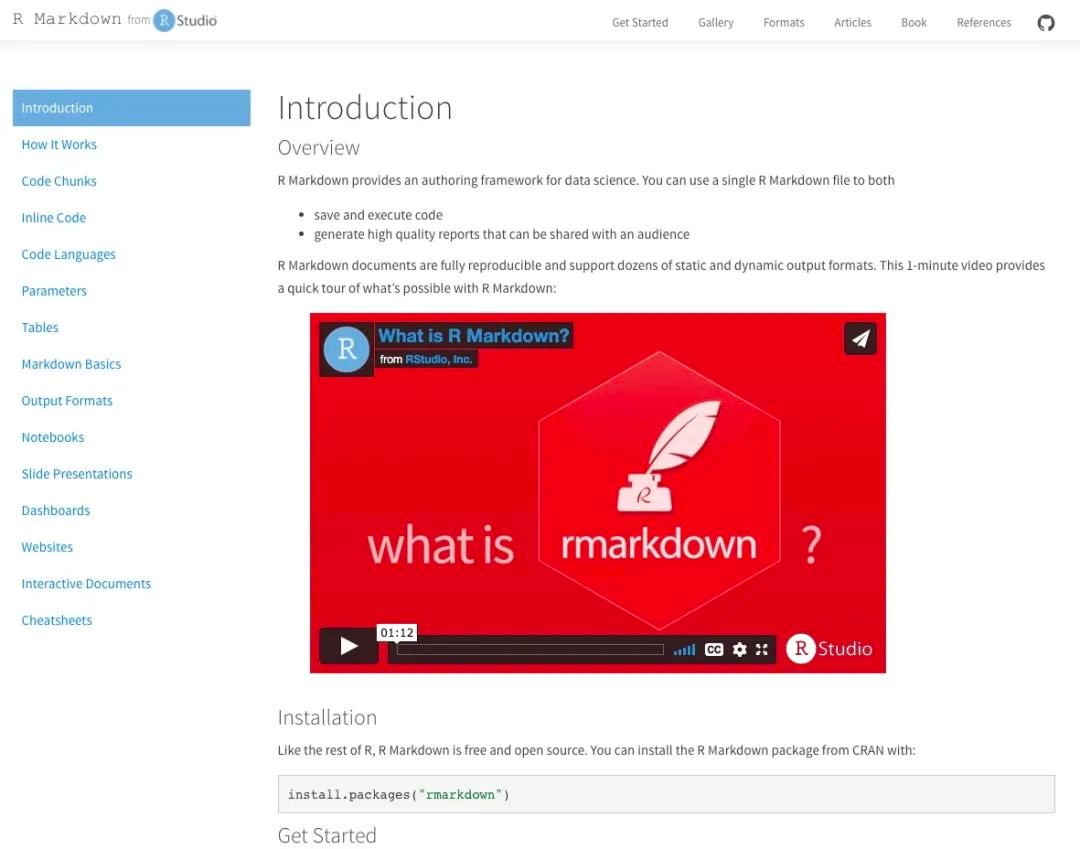 R Markdown from R Studio
Get Started Gallery Formats Articles Book References
Introduction
How It Works
Code Chunks
Inline Code
Code Languages
Parameters
Tables
Markdown Basics
Output Formats
Notebooks
Slide Presentations
Dashboards
Websites
Interactive Documents
Cheatsheets
Introduction
Overview
R Markdown provides an authoring framework for data science. You can use a single R Markdown file to both
• save and execute code
• generate high quality reports that can be shared with an audience
R Markdown documents are fully reproducible and support dozens of static and dynamic output formats. This 1-minute video provides
a quick tour of what's possible with R Markdown:
R
What is R Markdown?
from RStudio, Inc.
R
what is rmarkdown ?
01:12
CC
R Studio
Installation
Like the rest of R, R Markdown is free and open source. You can install the R Markdown package from CRAN with:
install.packages("rmarkdown")
Get Started